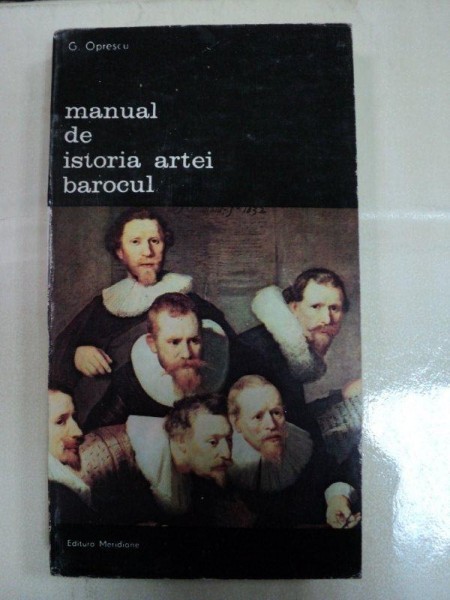 G. Oprescu
manual
de
istoria artei
barocul
Editura Meridiane